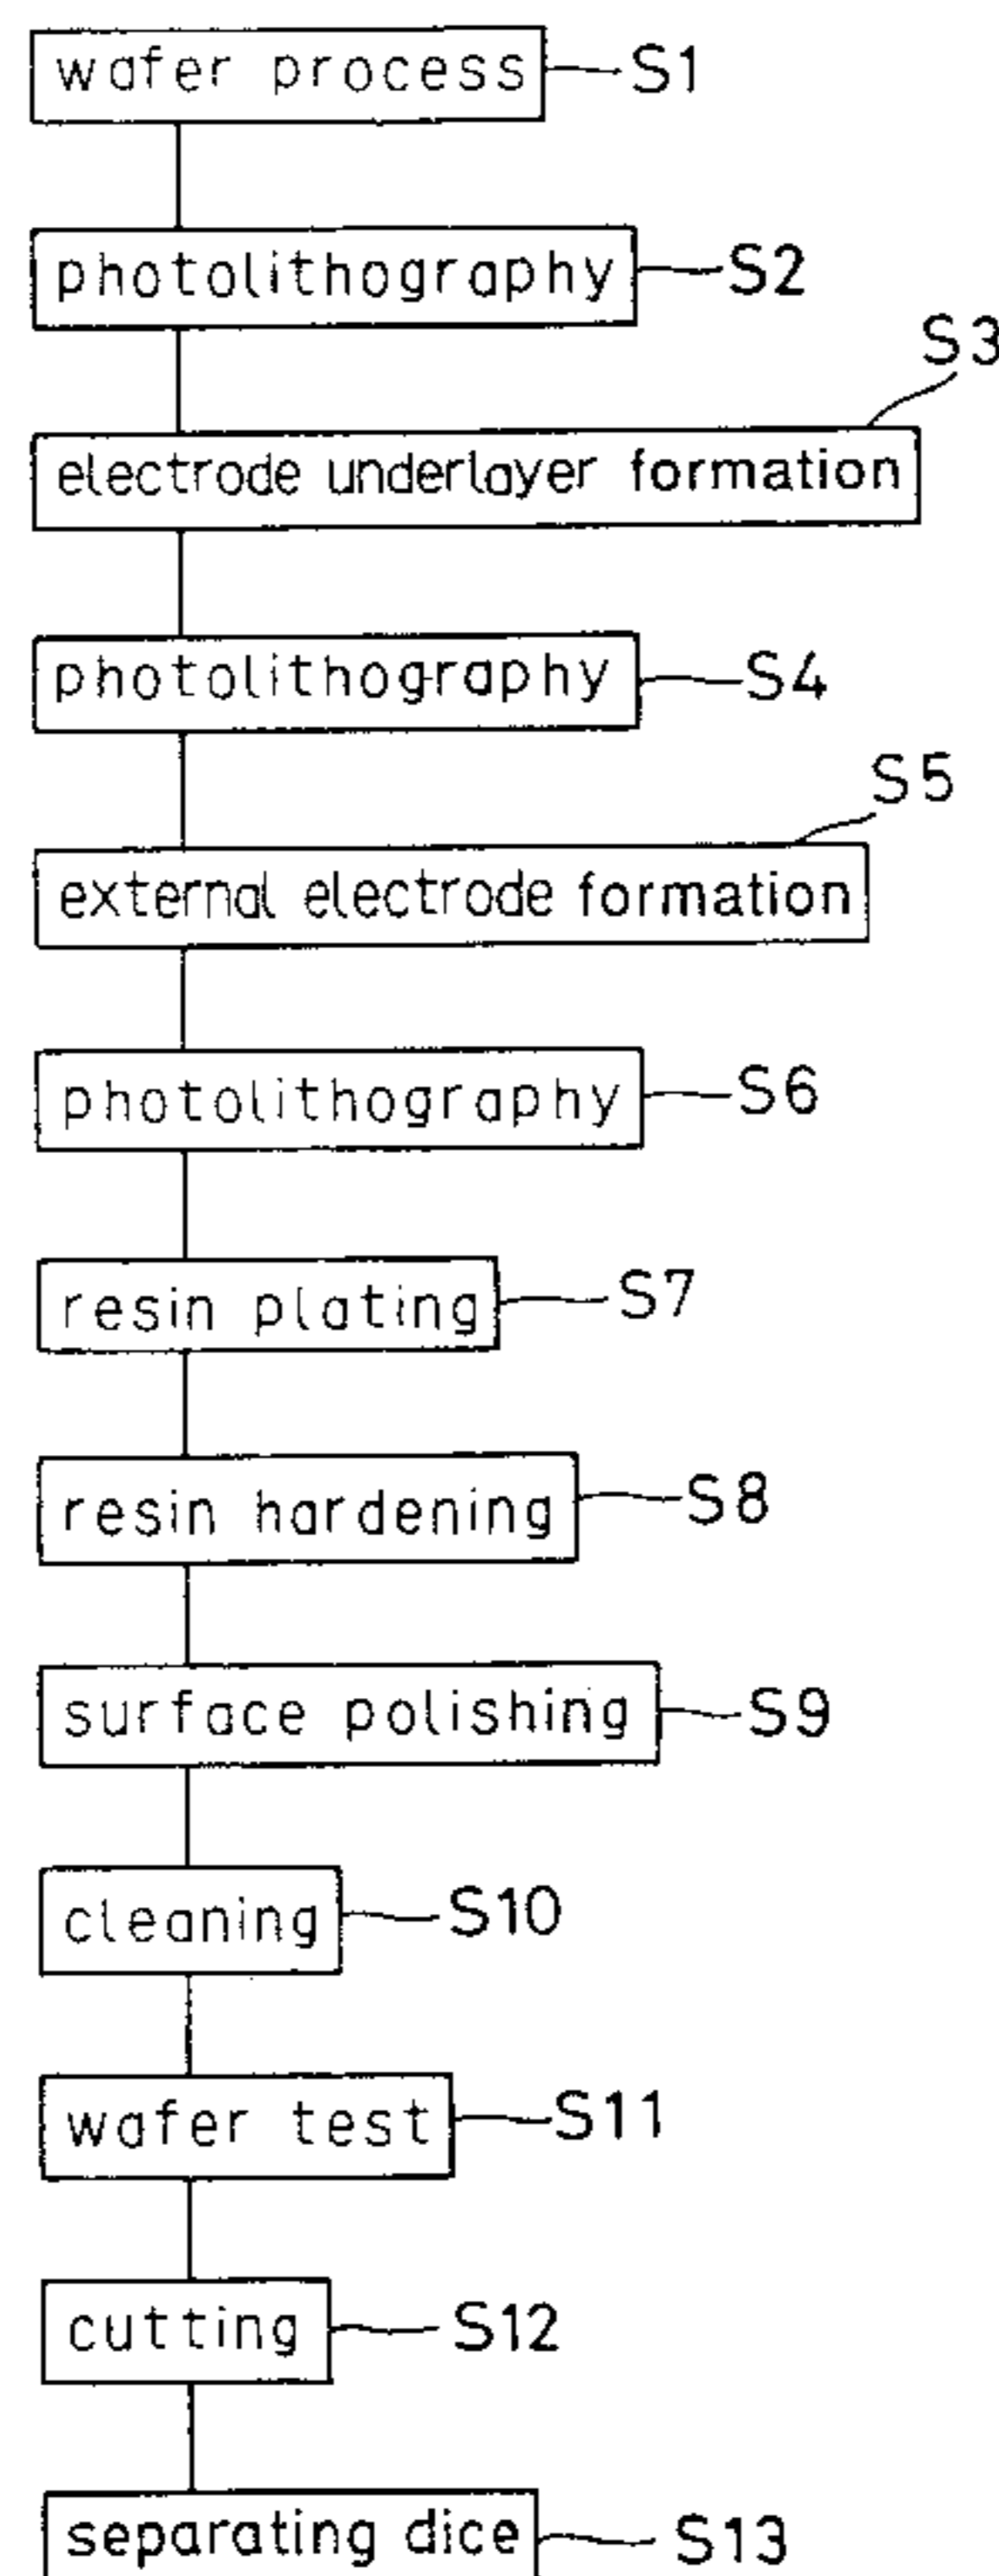 wafer process S1
photolithography S2
S3
electrode underlayer formation
photolithography S4
S5
external electrode formation
photolithography S6
resin plating S7
resin hardening S8
surface polishing S9
cleaning S10
wafer test S11
cutting S12
separating dice S13